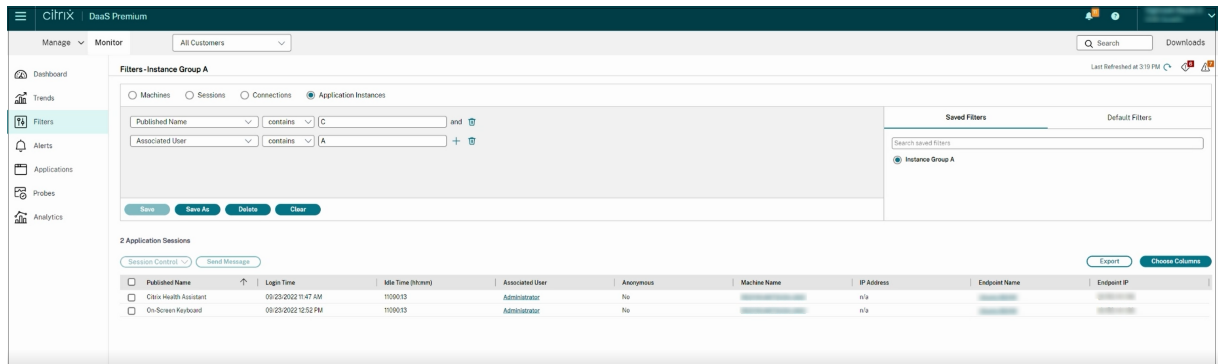 citrix | DaaS Premium
Manage Monitor All Customers Search Downloads
Dashboard
Trends
Filters
Alerts
Applications
Probes
Analytics
Filters - Instance Group A Last Refreshed at 3:19 PM
Machines Sessions Connections Application Instances
Published Name contains C and
Associated User contains A
Saved Filters Default Filters
Search saved filters
Instance Group A
Save Save As Delete Clear
2 Application Sessions
Session Control Send Message Export Choose Columns
Published Name Login Time Idle Time (hh:mm) Associated User Anonymous Machine Name IP Address Endpoint Name Endpoint IP
Citrix Health Assistant 09/23/2022 11:47 AM 11090:13 Administrator No n/a
On-Screen Keyboard 09/23/2022 12:52 PM 11090:13 Administrator No n/a